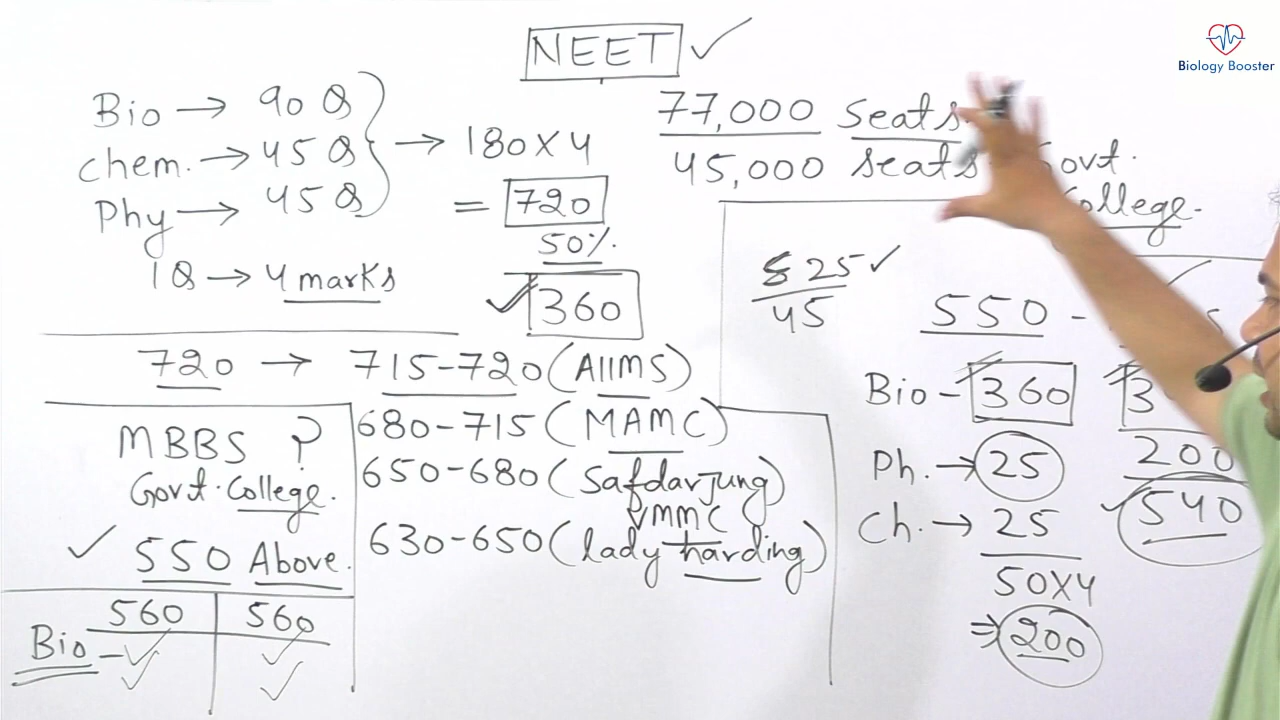 NEET ✓
Biology Booster
Bio → 90 Q
Chem. → 45 Q
Phy → 45 Q
→ 180 X 4
= 720
50%.
360
1 Q → 4 marks
77,000 Seats
45,000 seats
Govt.
College.
720 → 715-720 (AIIMS)
680-715 (MAMC)
650-680 (Safdarjung)
VMMC
630-650 (lady harding)
MBBS ?
Govt. College.
✓ 550 Above.
560 560
Bio -
25 ✓
45
550 -
Bio - 360
Ph. → 25
Ch. → 25
50X4
⇒ 200
200
540